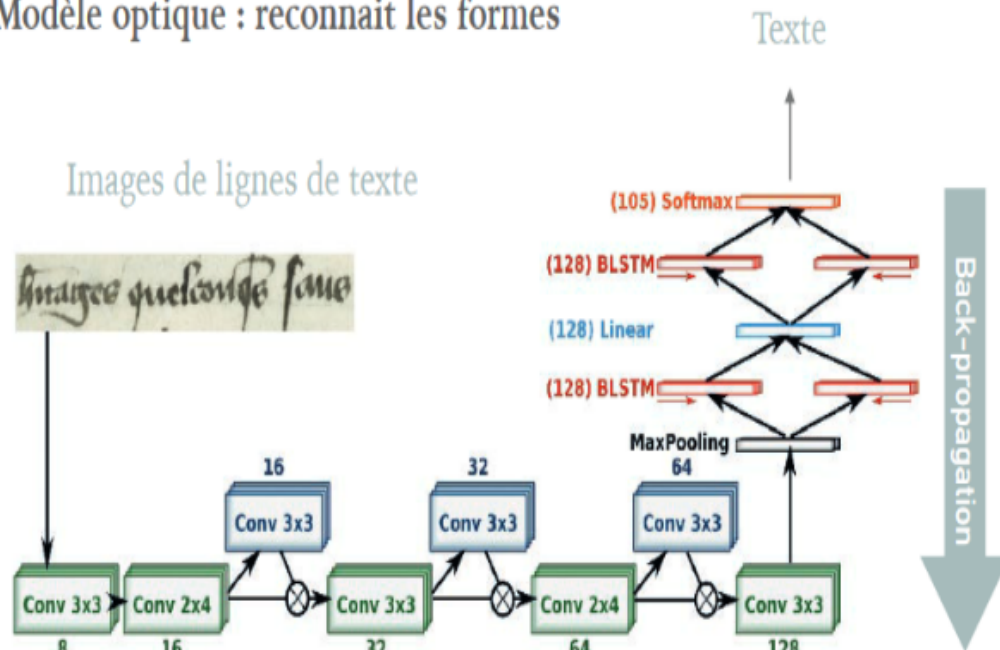 Modèle optique : reconnait les formes
Texte
Images de lignes de texte
(105) Softmax
(128) BLSTM
(128) Linear
(128) BLSTM
MaxPooling
Back-propagation
16
32
64
Conv 3x3
Conv 3x3
Conv 3x3
Conv 3x3
Conv 2x4
Conv 3x3
Conv 2x4
Conv 3x3
8
16
32
64
128